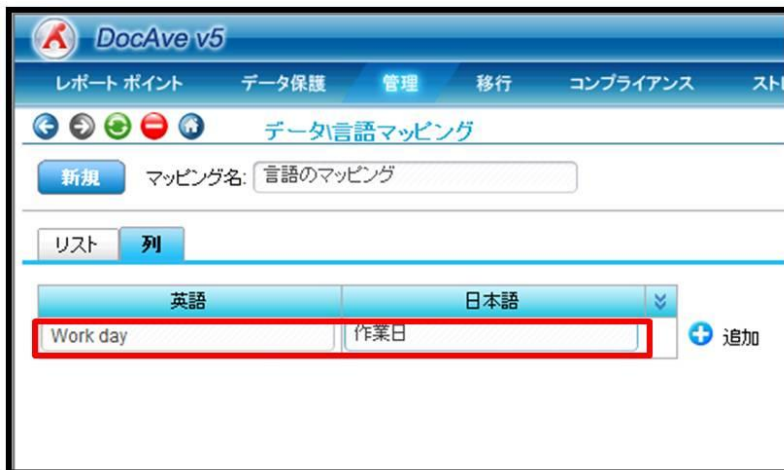 DocAve v5
レポート ポイント データ保護 管理 移行 コンプライアンス
データ\言語マッピング
新規 マッピング名: 言語のマッピング
リスト 列
英語 日本語
Work day 作業日 追加